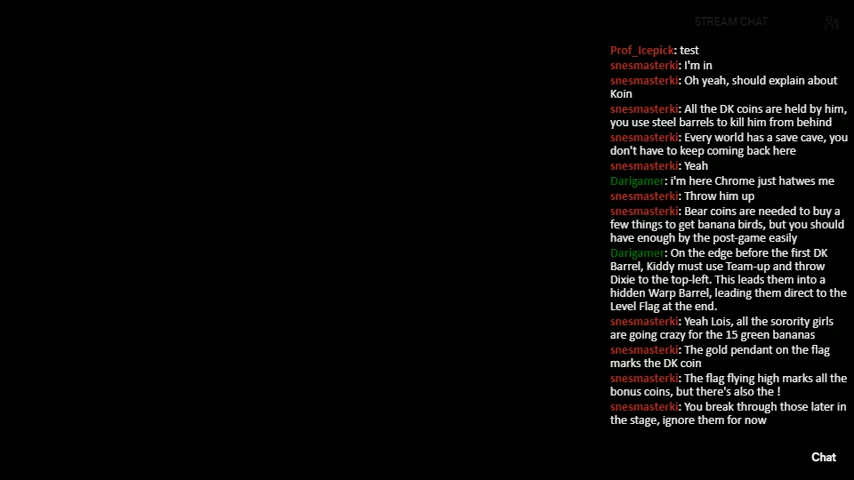 STREAM CHAT
Prof_Icepick: test
snesmasterki: I'm in
snesmasterki: Oh yeah, should explain about
Koin
snesmasterki: All the DK coins are held by him,
you use steel barrels to kill him from behind
snesmasterki: Every world has a save cave, you
don't have to keep coming back here
snesmasterki: Yeah
Darigamer: i'm here Chrome just hatwes me
snesmasterki: Throw him up
snesmasterki: Bear coins are needed to buy a
few things to get banana birds, but you should
have enough by the post-game easily
Darigamer: On the edge before the first DK
Barrel, Kiddy must use Team-up and throw
Dixie to the top-left. This leads them into a
hidden Warp Barrel, leading them direct to the
Level Flag at the end.
snesmasterki: Yeah Lois, all the sorority girls
are going crazy for the 15 green bananas
snesmasterki: The gold pendant on the flag
marks the DK coin
snesmasterki: The flag flying high marks all the
bonus coins, but there's also the !
snesmasterki: You break through those later in
the stage, ignore them for now
Chat